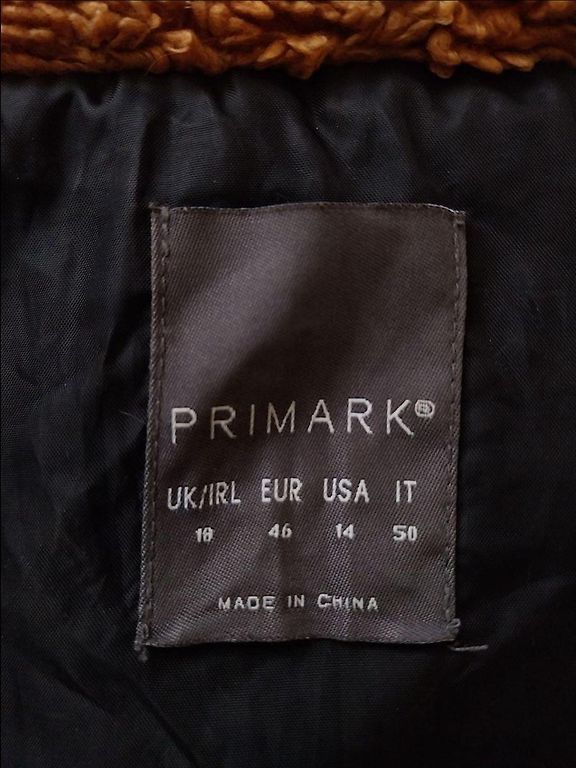 PRIMARK®
UK/IRL EUR USA IT
18 46 14 50
MADE IN CHINA